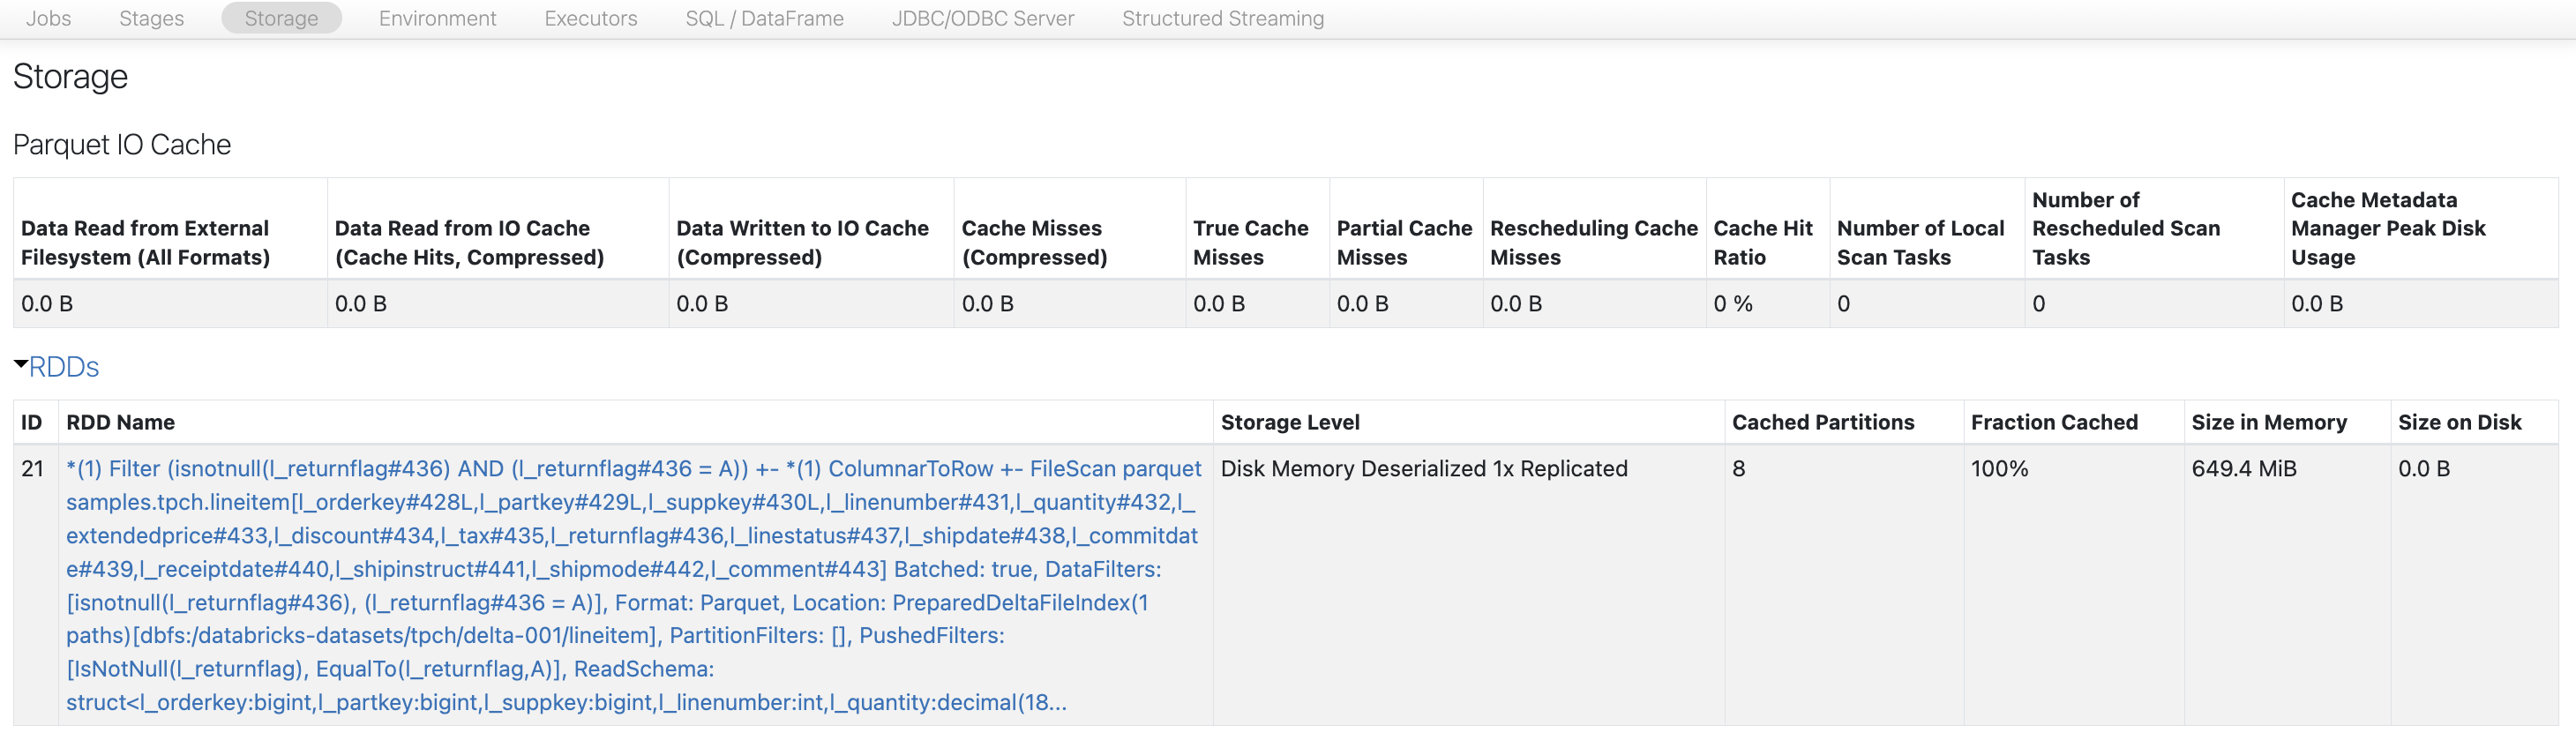 Jobs Stages Storage Environment Executors SQL / DataFrame JDBC/ODBC Server Structured Streaming
Storage
Parquet IO Cache
Data Read from External Filesystem (All Formats)
Data Read from IO Cache (Cache Hits, Compressed)
Data Written to IO Cache (Compressed)
Cache Misses (Compressed)
True Cache Misses
Partial Cache Misses
Rescheduling Cache Misses
Cache Hit Ratio
Number of Local Scan Tasks
Number of Rescheduled Scan Tasks
Cache Metadata Manager Peak Disk Usage
0.0 B 0.0 B 0.0 B 0.0 B 0.0 B 0.0 B 0.0 B 0 % 0 0 0.0 B
RDDs
ID RDD Name Storage Level Cached Partitions Fraction Cached Size in Memory Size on Disk
21 *(1) Filter (isnotnull(l_returnflag#436) AND (l_returnflag#436 = A)) +- *(1) ColumnarToRow +- FileScan parquet Disk Memory Deserialized 1x Replicated 8 100% 649.4 MiB 0.0 B
samples.tpch.lineitem[l_orderkey#428L,l_partkey#429L,l_suppkey#430L,l_linenumber#431,l_quantity#432,l_
extendedprice#433,l_discount#434,l_tax#435,l_returnflag#436,l_linestatus#437,l_shipdate#438,l_commitdat
e#439,l_receiptdate#440,l_shipinstruct#441,l_shipmode#442,l_comment#443] Batched: true, DataFilters:
[isnotnull(l_returnflag#436), (l_returnflag#436 = A)], Format: Parquet, Location: PreparedDeltaFileIndex(1
paths)[dbfs:/databricks-datasets/tpch/delta-001/lineitem], PartitionFilters: [], PushedFilters:
[IsNotNull(l_returnflag), EqualTo(l_returnflag,A)], ReadSchema:
struct<l_orderkey:bigint,l_partkey:bigint,l_suppkey:bigint,l_linenumber:int,l_quantity:decimal(18...